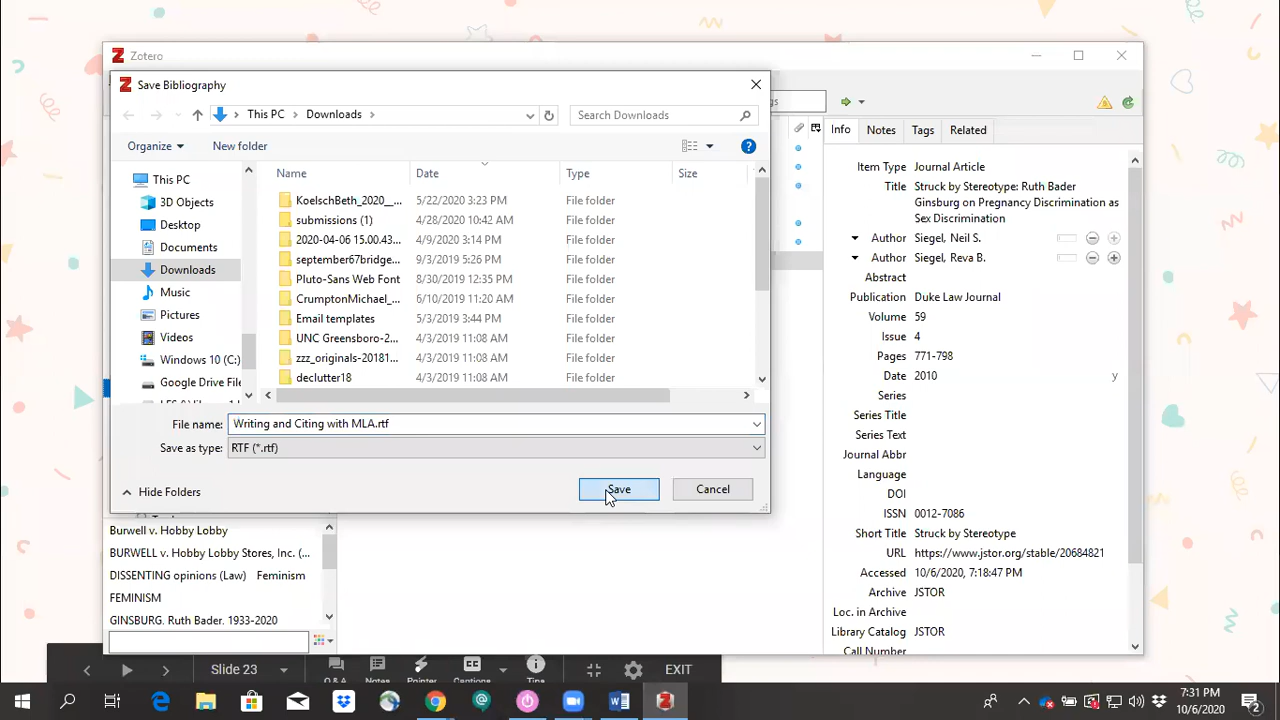 Zotero
Save Bibliography
This PC
Downloads
Search Downloads
Organize
New folder
?
This PC
3D Objects
Desktop
Documents
Downloads
Music
Pictures
Videos
Windows 10 (C:)
Google Drive File
Name
Date
Type
Size
KoelschBeth_2020__... 5/22/2020 3:23 PM File folder
submissions (1) 4/28/2020 10:42 AM File folder
2020-04-06 15.00.43... 4/9/2020 3:14 PM File folder
september67bridge... 9/3/2019 5:26 PM File folder
Pluto-Sans Web Font 8/30/2019 12:35 PM File folder
CrumptonMichael_... 6/10/2019 11:20 AM File folder
Email templates 5/3/2019 3:44 PM File folder
UNC Greensboro-2... 4/3/2019 11:08 AM File folder
zzz_originals-20181... 4/3/2019 11:08 AM File folder
declutter18 4/3/2019 11:08 AM File folder
File name: Writing and Citing with MLA.rtf
Save as type: RTF (*.rtf)
Hide Folders
Save
Cancel
Burwell v. Hobby Lobby
BURWELL v. Hobby Lobby Stores, Inc. (...
DISSENTING opinions (Law) Feminism
FEMINISM
GINSBURG, Ruth Bader, 1933-2020
Info Notes Tags Related
Item Type Journal Article
Title Struck by Stereotype: Ruth Bader
Ginsburg on Pregnancy Discrimination as
Sex Discrimination
Author Siegel, Neil S.
Author Siegel, Reva B.
Abstract
Publication Duke Law Journal
Volume 59
Issue 4
Pages 771-798
Date 2010 y
Series
Series Title
Series Text
Journal Abbr
Language
DOI
ISSN 0012-7086
Short Title Struck by Stereotype
URL https://www.jstor.org/stable/20684821
Accessed 10/6/2020, 7:18:47 PM
Archive JSTOR
Loc. in Archive
Library Catalog JSTOR
Call Number
Slide 23
Q & A
Notes
Pointer
Captions
Tips
EXIT
7:31 PM
10/6/2020
2